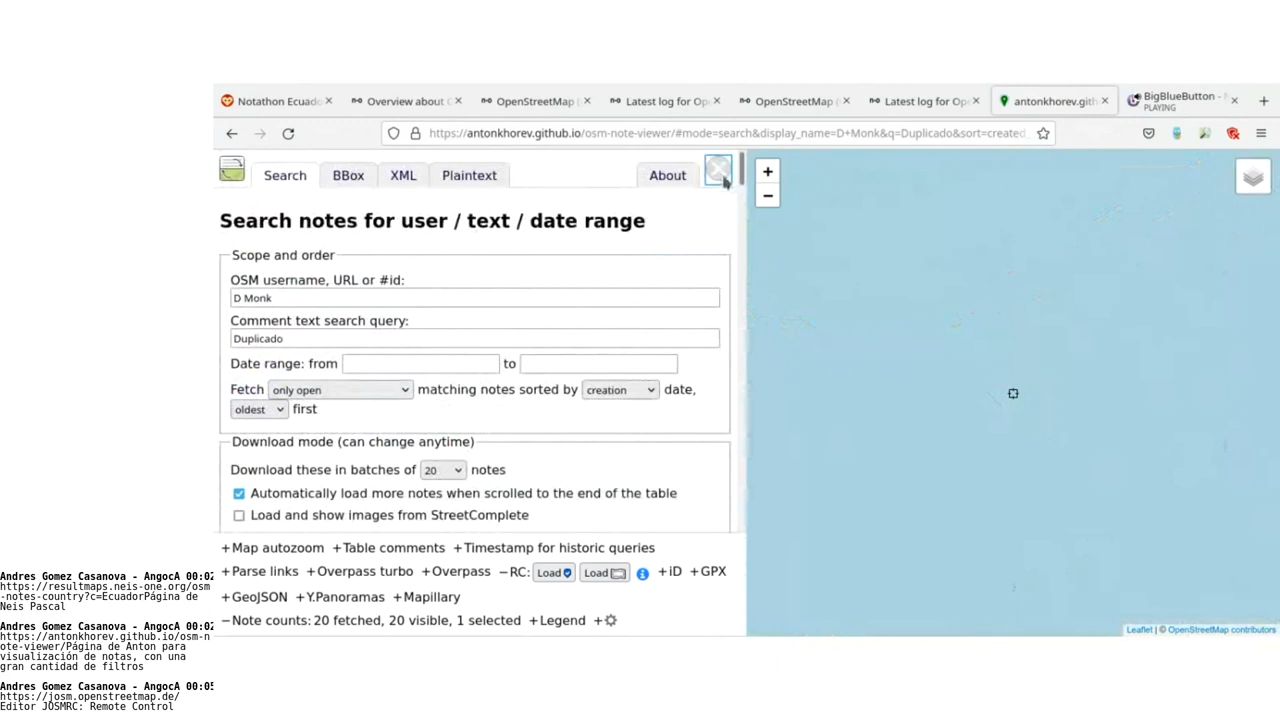 Notathon Ecuado
Overview about O
OpenStreetMap
Latest log for Ope
OpenStreetMap
Latest log for Ope
antonkhorev.gith
BigBlueButton -
PLAYING
https://antonkhorev.github.io/osm-note-viewer/#mode=search&display_name=D+Monk&q=Duplicado&sort=created_
Search
BBox
XML
Plaintext
About
Search notes for user / text / date range
Scope and order
OSM username, URL or #id:
D Monk
Comment text search query:
Duplicado
Date range: from to
Fetch only open matching notes sorted by creation date,
oldest first
Download mode (can change anytime)
Download these in batches of 20 notes
Automatically load more notes when scrolled to the end of the table
Load and show images from StreetComplete
+Map autozoom +Table comments +Timestamp for historic queries
+Parse links +Overpass turbo +Overpass −RC: Load Load +iD +GPX
+GeoJSON +Y.Panoramas +Mapillary
−Note counts: 20 fetched, 20 visible, 1 selected +Legend +
+
−
Leaflet | © OpenStreetMap contributors
Andres Gomez Casanova - AngocA 00:02
https://resultmaps.neis-one.org/osm
-notes-country?c=EcuadorPágina de
Neis Pascal
Andres Gomez Casanova - AngocA 00:02
https://antonkhorev.github.io/osm-n
ote-viewer/Página de Anton para
visualización de notas, con una
gran cantidad de filtros
Andres Gomez Casanova - AngocA 00:05
https://josm.openstreetmap.de/
Editor JOSMRC: Remote Control